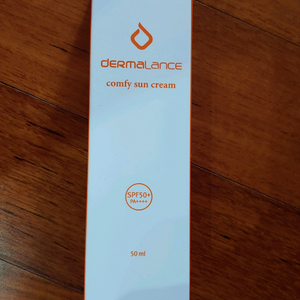 dermalance
comfy sun cream
SPF50+
PA++++
50 ml